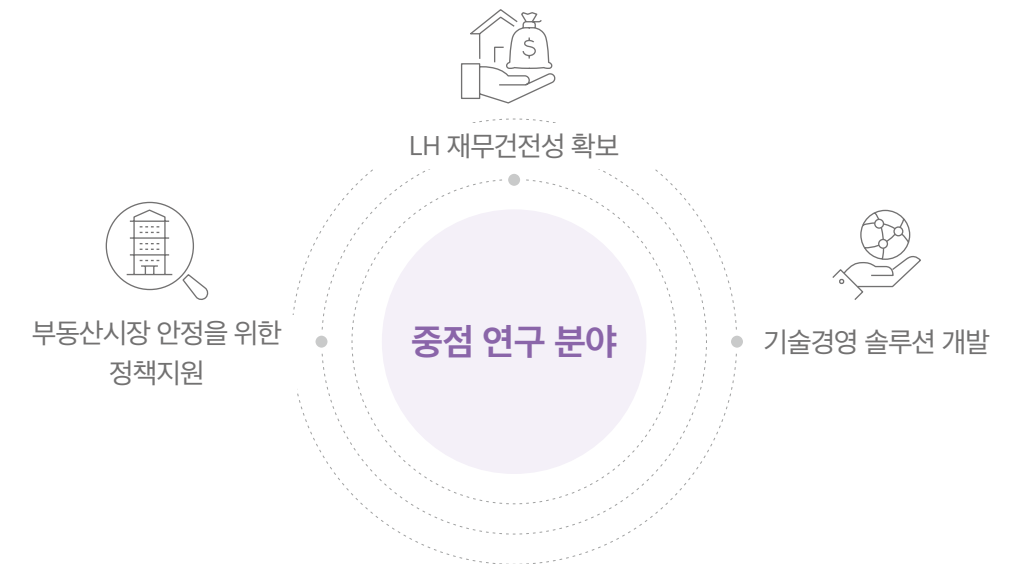 LH 재무건전성 확보
부동산시장 안정을 위한
정책지원
중점 연구 분야
기술경영 솔루션 개발